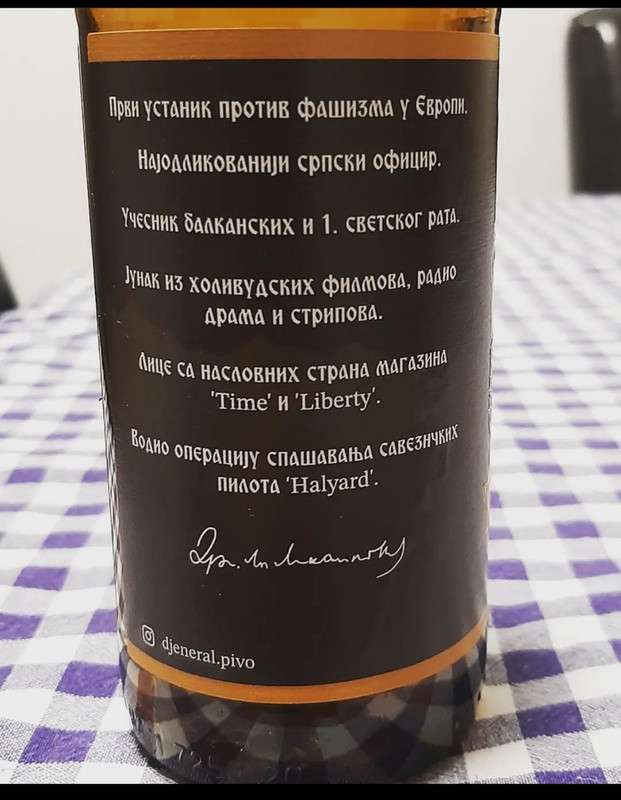 Први устаник против фашизма у Европи.
Најодликованији српски официр.
Учесник балканских и 1. светског рата.
Јунак из холивудских филмова, радио
драма и стрипова.
Лице са насловних страна магазина
'Time' и 'Liberty'.
Водио операцију спашавања савезнчких
пилота 'Halyard'.
djeneral.pivo